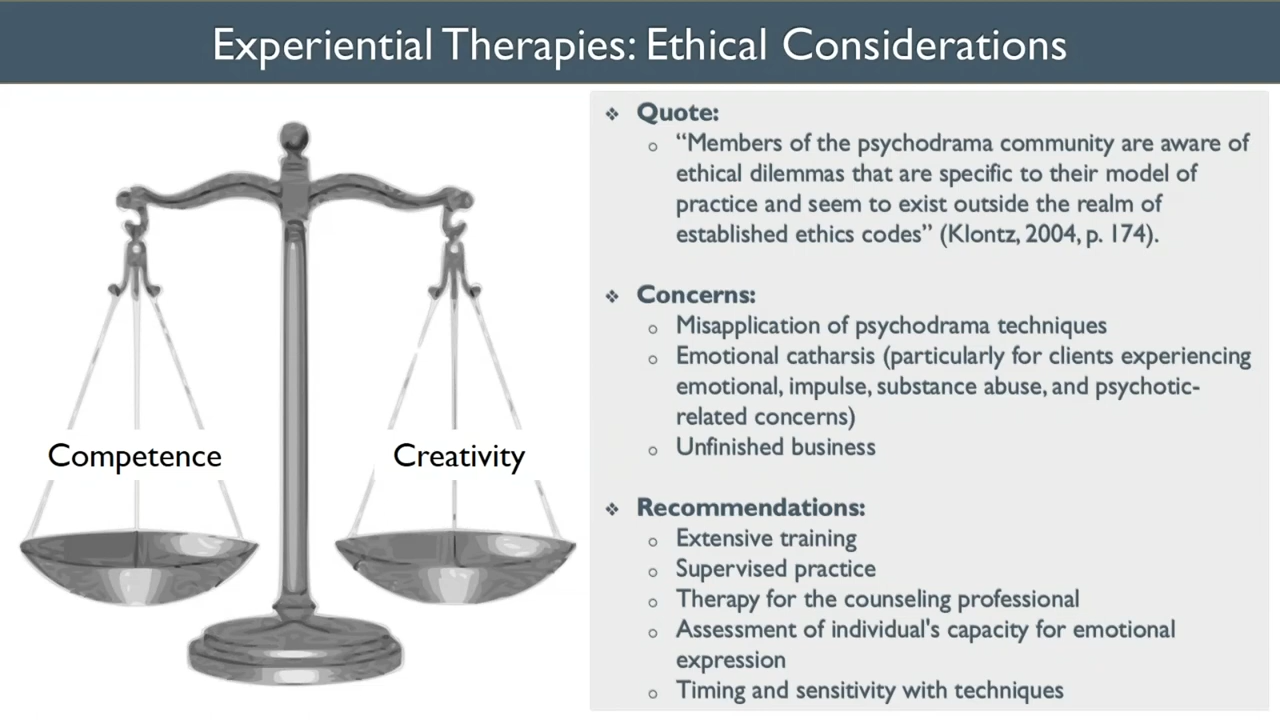 Experiential Therapies: Ethical Considerations
Competence
Creativity
❖ Quote:
○ “Members of the psychodrama community are aware of
ethical dilemmas that are specific to their model of
practice and seem to exist outside the realm of
established ethics codes” (Klontz, 2004, p. 174).
❖ Concerns:
○ Misapplication of psychodrama techniques
○ Emotional catharsis (particularly for clients experiencing
emotional, impulse, substance abuse, and psychotic-
related concerns)
○ Unfinished business
❖ Recommendations:
○ Extensive training
○ Supervised practice
○ Therapy for the counseling professional
○ Assessment of individual's capacity for emotional
expression
○ Timing and sensitivity with techniques